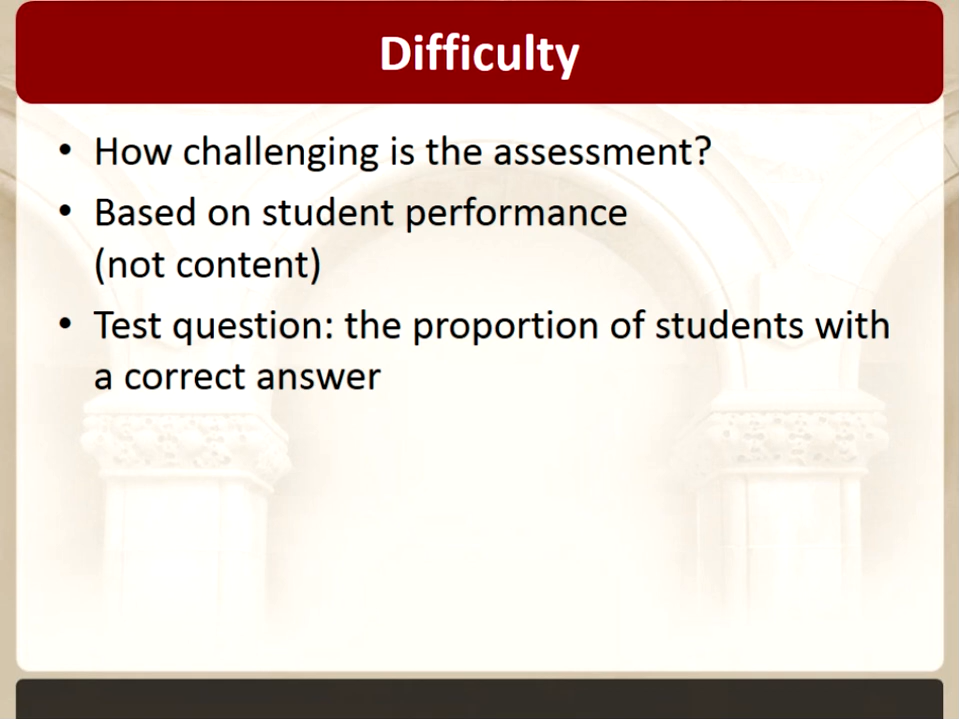 Difficulty
• How challenging is the assessment?
• Based on student performance
(not content)
• Test question: the proportion of students with
a correct answer